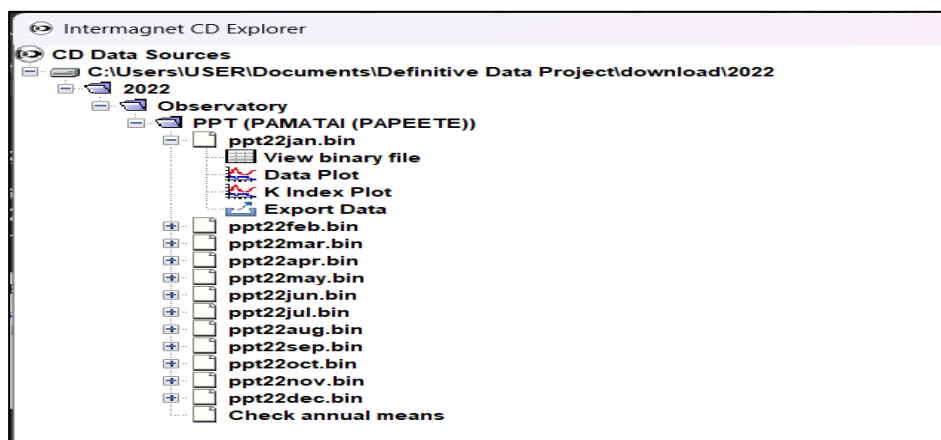 Intermagnet CD Explorer
CD Data Sources
C:\Users\USER\Documents\Definitive Data Project\download\2022
2022
Observatory
PPT (PAMATAI (PAPEETE))
ppt22jan.bin
View binary file
Data Plot
K Index Plot
Export Data
ppt22feb.bin
ppt22mar.bin
ppt22apr.bin
ppt22may.bin
ppt22jun.bin
ppt22jul.bin
ppt22aug.bin
ppt22sep.bin
ppt22oct.bin
ppt22nov.bin
ppt22dec.bin
Check annual means